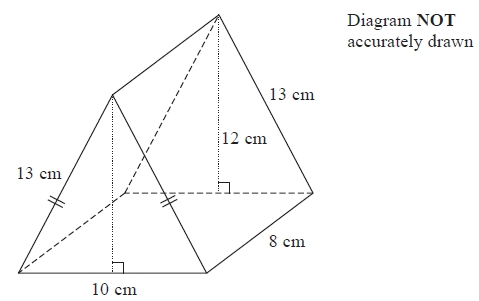 Diagram NOT
accurately drawn
13 cm
12 cm
13 cm
8 cm
10 cm